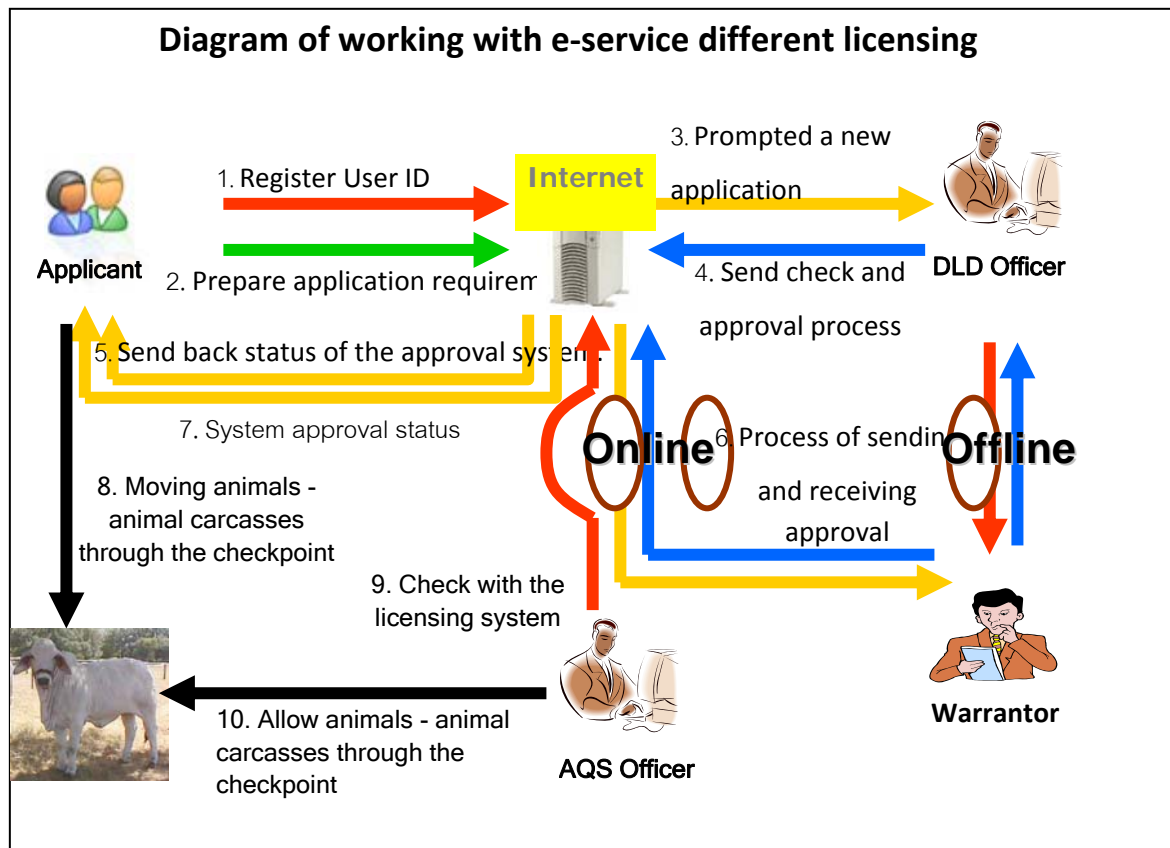 Diagram of working with e-service different licensing
1. Register User ID
Internet
3. Prompted a new
application
Applicant
2. Prepare application requirem
4. Send check and
approval process
DLD Officer
5. Send back status of the approval system.
7. System approval status
Online
6. Process of sendin
and receiving
approval
Offline
8. Moving animals -
animal carcasses
through the checkpoint
9. Check with the
licensing system
10. Allow animals - animal
carcasses through the
checkpoint
AQS Officer
Warrantor